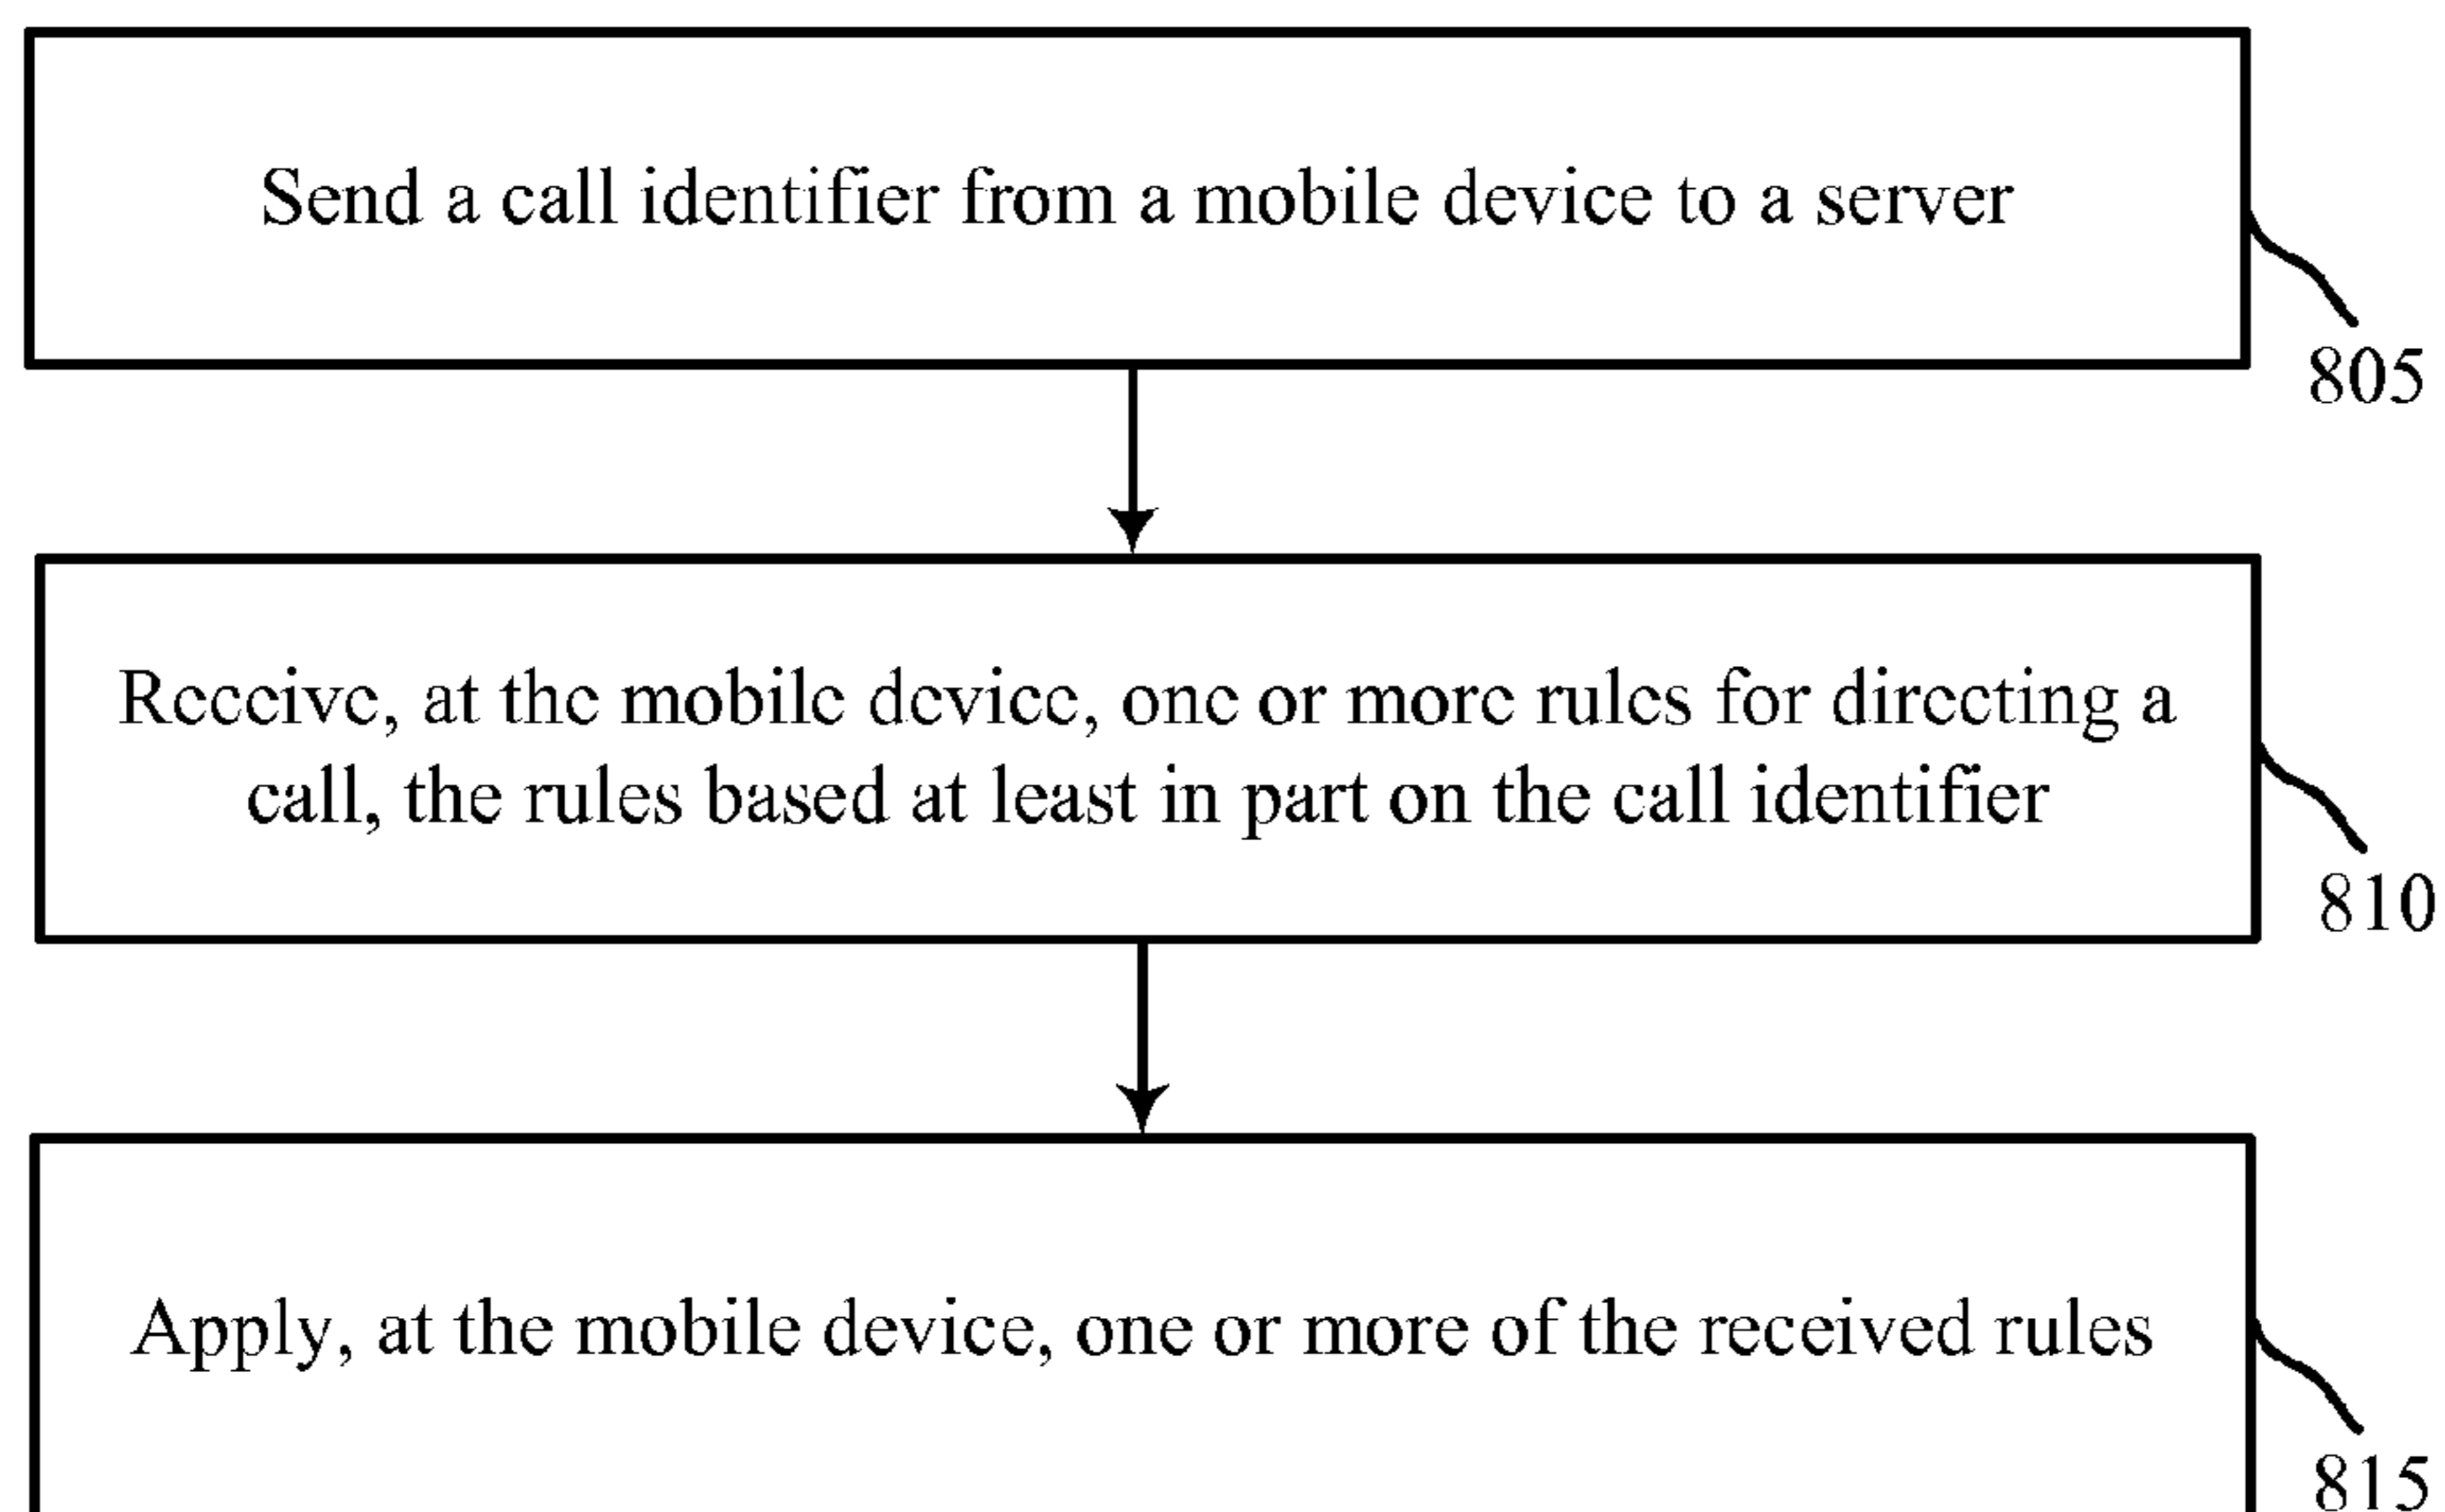 Send a call identifier from a mobile device to a server
805
Receive, at the mobile device, one or more rules for directing a
call, the rules based at least in part on the call identifier
810
Apply, at the mobile device, one or more of the received rules
815